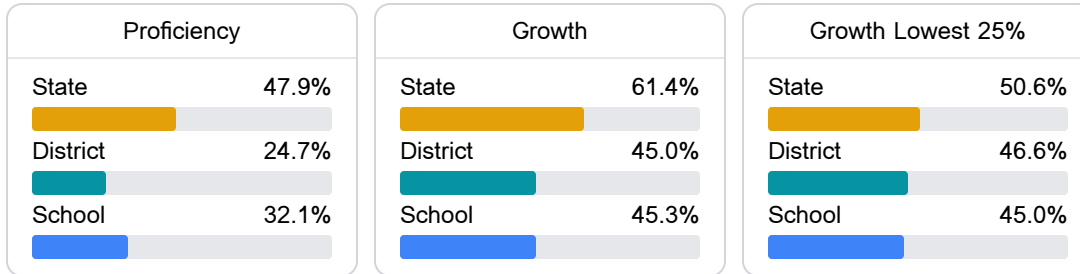 Proficiency
State 47.9%
District 24.7%
School 32.1%
Growth
State 61.4%
District 45.0%
School 45.3%
Growth Lowest 25%
State 50.6%
District 46.6%
School 45.0%